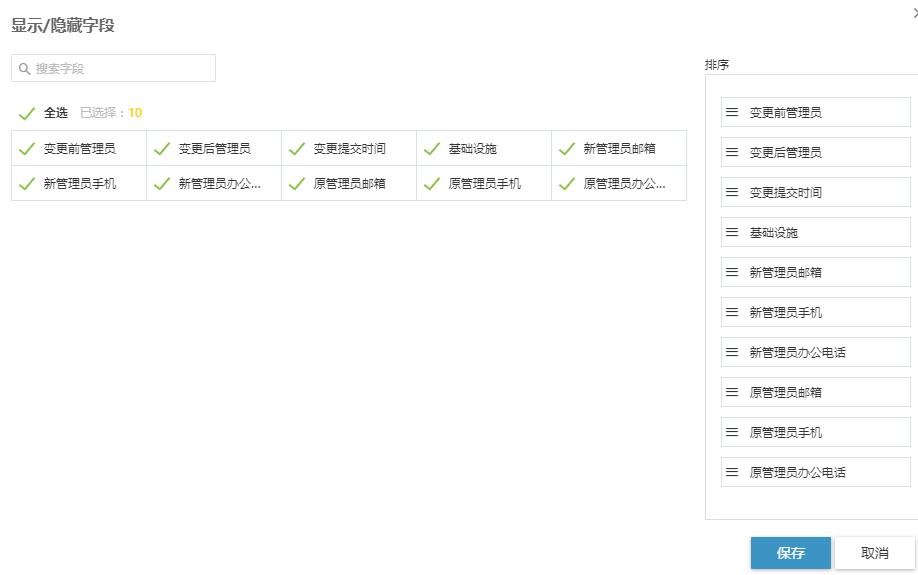 显示/隐藏字段
搜索字段
全选 已选择：10
变更前管理员 变更后管理员 变更提交时间 基础设施 新管理员邮箱
新管理员手机 新管理员办公... 原管理员邮箱 原管理员手机 原管理员办公...
排序
变更前管理员
变更后管理员
变更提交时间
基础设施
新管理员邮箱
新管理员手机
新管理员办公电话
原管理员邮箱
原管理员手机
原管理员办公电话
保存 取消